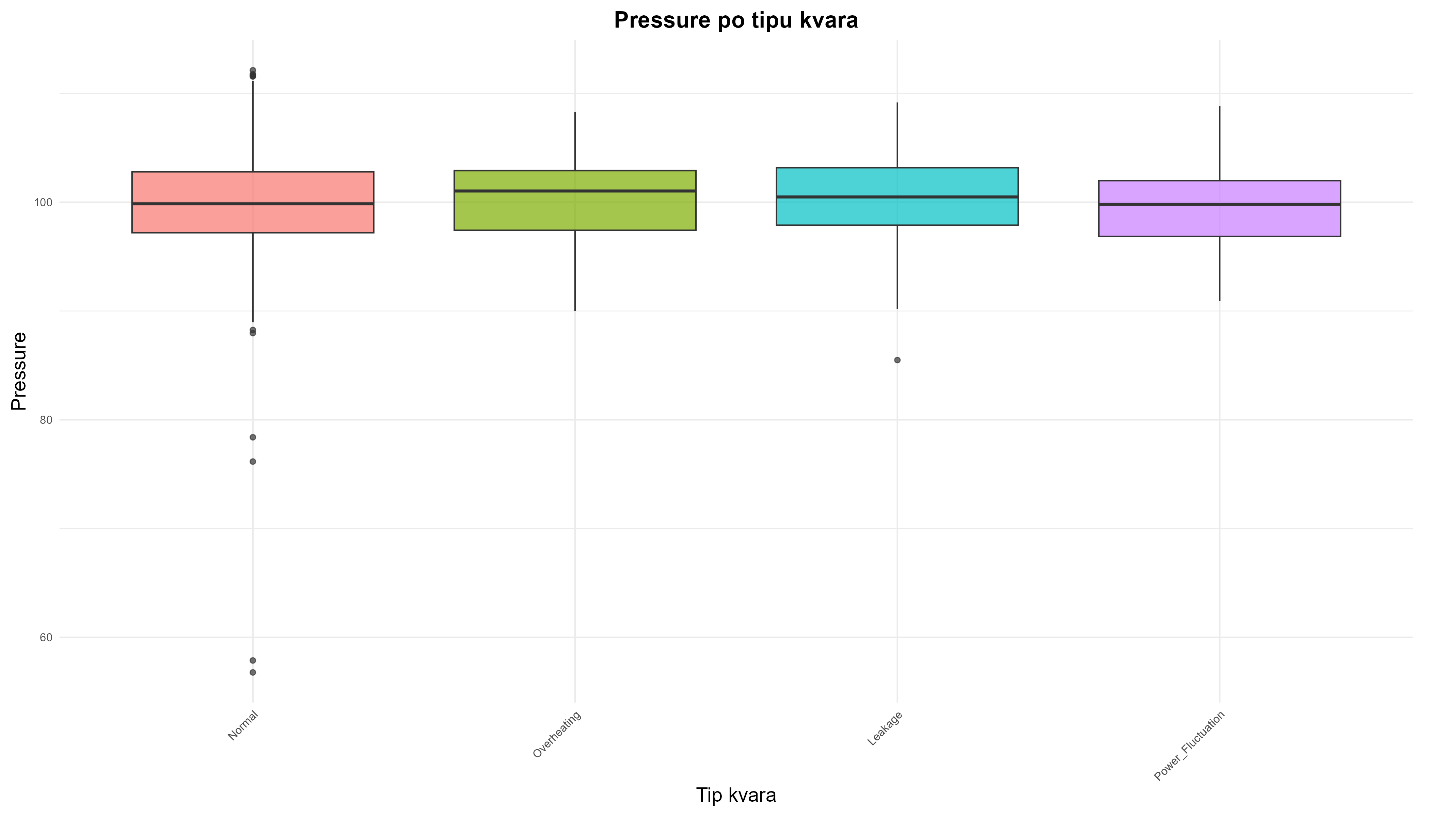 Pressure po tipu kvara
Pressure
100
80
60
Normal
Overheating
Leakage
Power_Fluctuation
Tip kvara